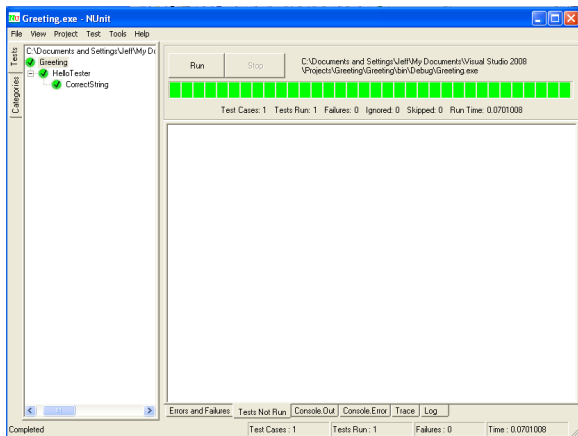 NU Greeting.exe - NUnit
File View Project Test Tools Help
Tests
Categories
C:\Documents and Settings\Jeff\My D
Greeting
HelloTester
CorrectString
Run
Stop
C:\Documents and Settings\Jeff\My Documents\Visual Studio 2008
\Projects\Greeting\Greeting\bin\Debug\Greeting.exe
Test Cases: 1 Tests Run: 1 Failures: 0 Ignored: 0 Skipped: 0 Run Time: 0.0701008
Errors and Failures Tests Not Run Console.Out Console.Error Trace Log
Completed Test Cases : 1 Tests Run : 1 Failures : 0 Time : 0.0701008